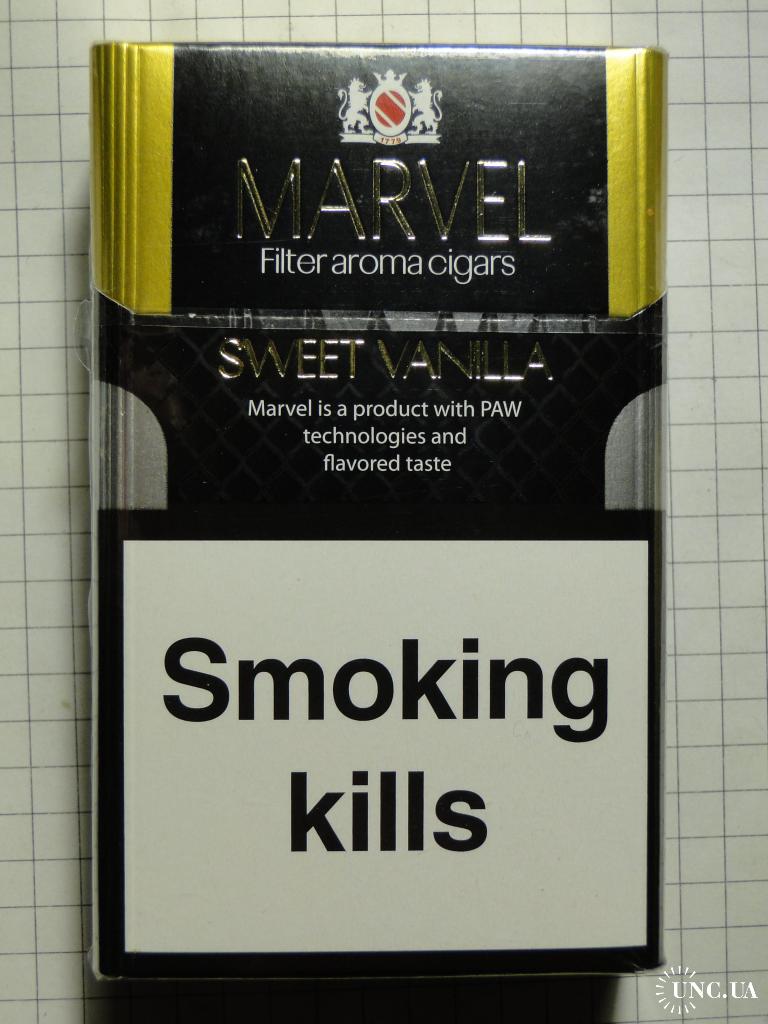 1779
MARVEL
Filter aroma cigars
SWEET VANILLA
Marvel is a product with PAW
technologies and
flavored taste
Smoking
kills
UNC.UA